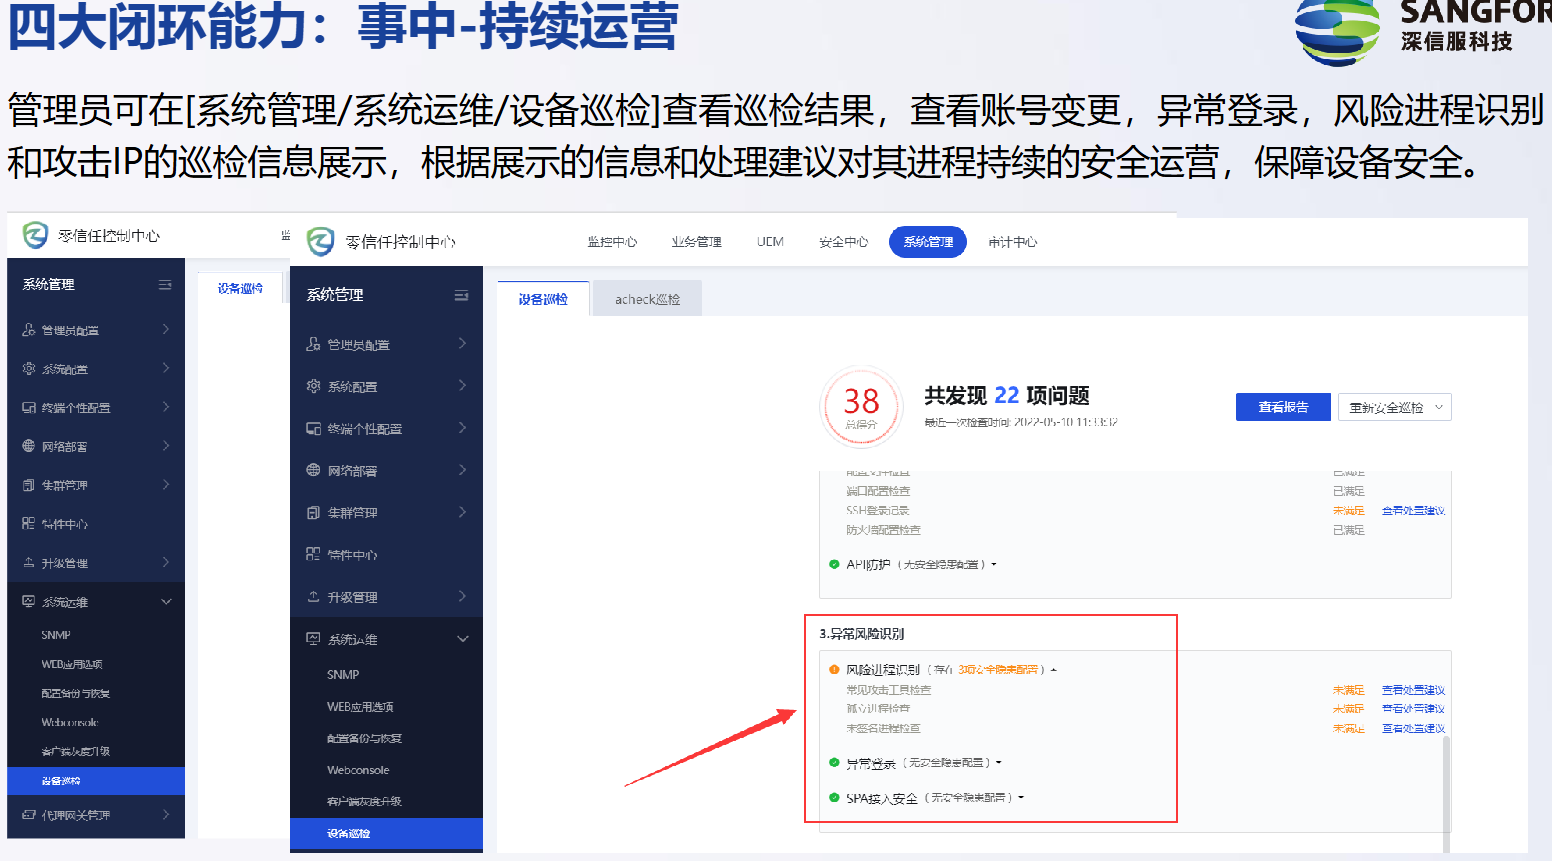 四大闭环能力：事中-持续运营
SANGFOR
深信服科技
管理员可在[系统管理/系统运维/设备巡检]查看巡检结果，查看账号变更，异常登录，风险进程识别
和攻击IP的巡检信息展示，根据展示的信息和处理建议对其进程持续的安全运营，保障设备安全。
零信任控制中心
监
系统管理
设备巡检
管理员配置
系统配置
终端个性配置
网络部署
集群管理
特性中心
升级管理
系统运维
SNMP
WEB应用选项
配置备份与恢复
Webconsole
客户端灰度升级
设备巡检
代理网关管理
零信任控制中心
监控中心 业务管理 UEM 安全中心 系统管理 审计中心
系统管理
设备巡检 acheck巡检
管理员配置
系统配置
终端个性配置
网络部署
集群管理
特性中心
升级管理
系统运维
SNMP
WEB应用选项
配置备份与恢复
Webconsole
客户端灰度升级
设备巡检
38
总得分
共发现 22 项问题
最近一次检查时间: 2022-05-10 11:33:32
查看报告 重新安全巡检
配置文件检查 已满足
端口配置检查 已满足
SSH登录记录 未满足 查看处置建议
防火墙配置检查 已满足
API防护（无安全隐患配置）
3.异常风险识别
风险进程识别（存在 3项安全隐患配置）
常见攻击工具检查 未满足 查看处置建议
孤立进程检查 未满足 查看处置建议
未签名进程检查 未满足 查看处置建议
异常登录（无安全隐患配置）
SPA接入安全（无安全隐患配置）